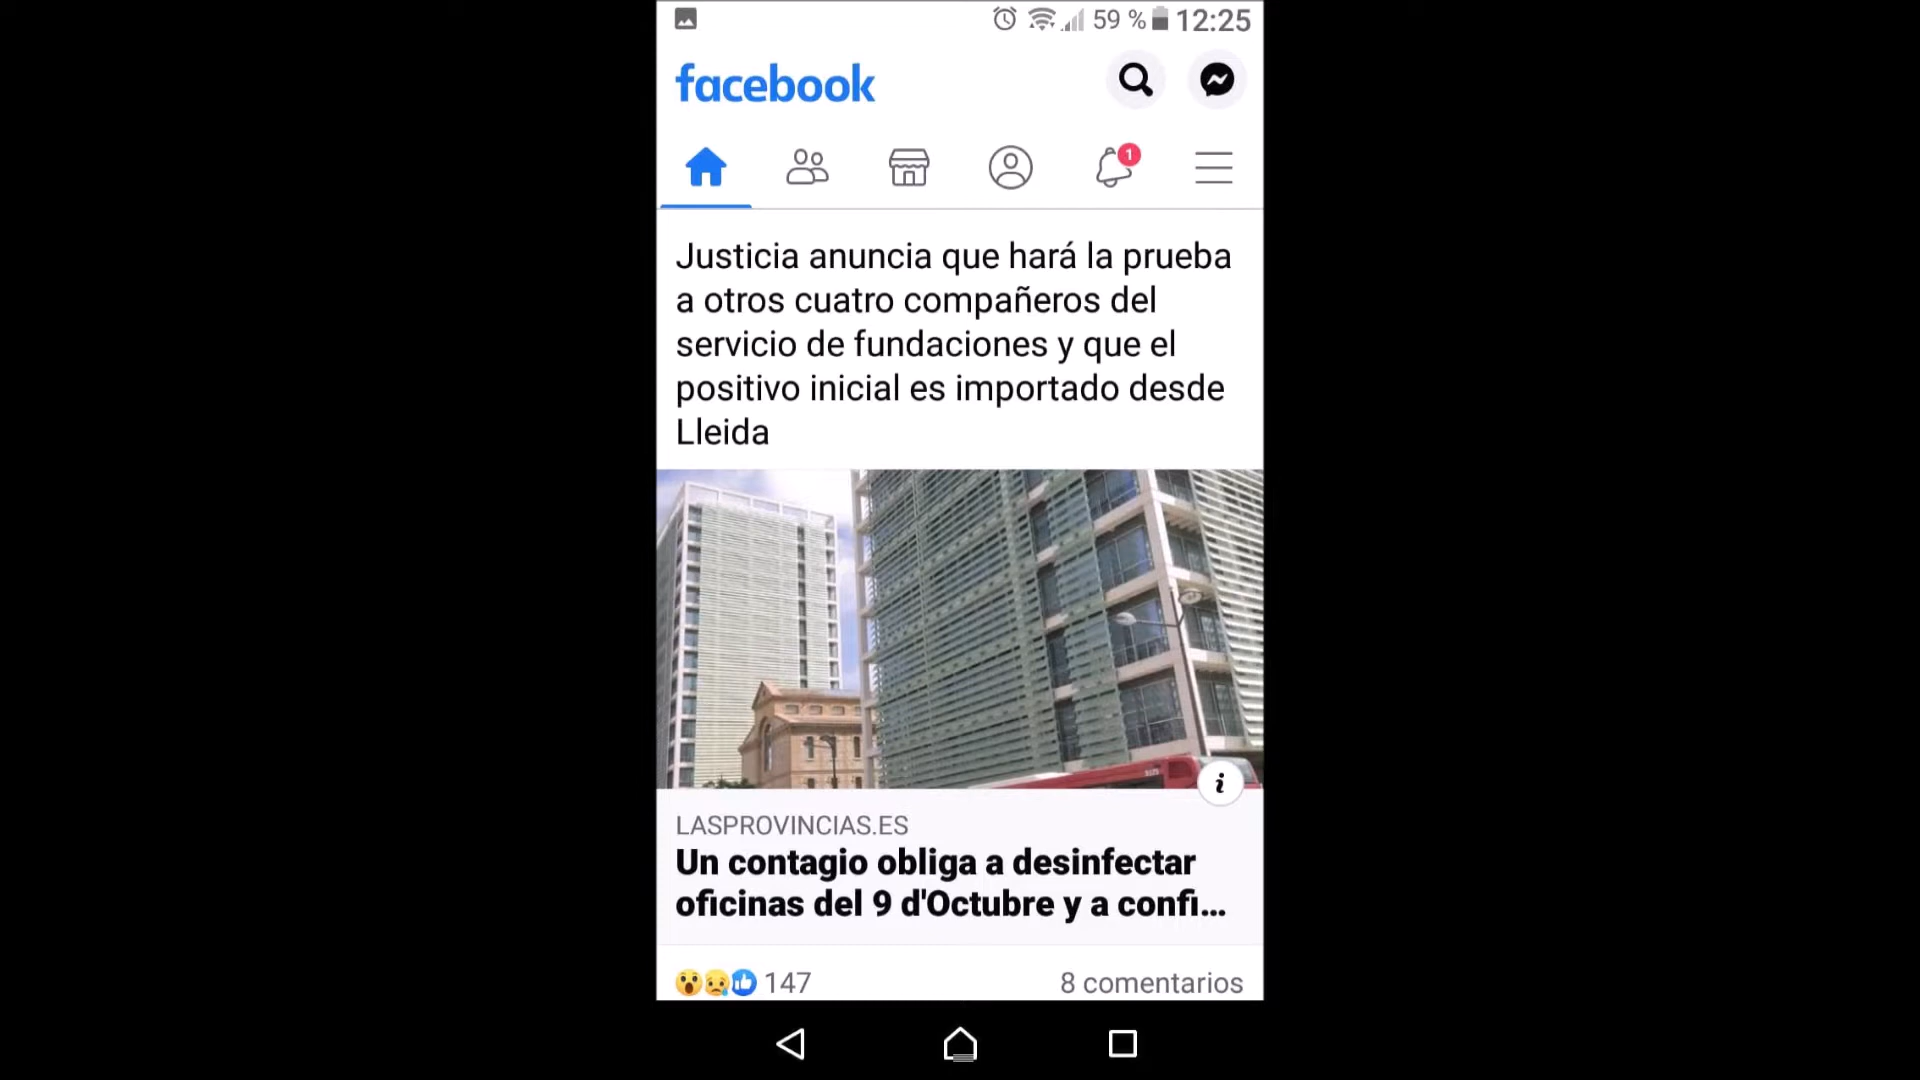 59 % 12:25
facebook
1
Justicia anuncia que hará la prueba
a otros cuatro compañeros del
servicio de fundaciones y que el
positivo inicial es importado desde
Lleida
i
LASPROVINCIAS.ES
Un contagio obliga a desinfectar
oficinas del 9 d'Octubre y a confi...
147 8 comentarios